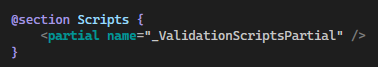 @section Scripts {
    <partial name="_ValidationScriptsPartial" />
}